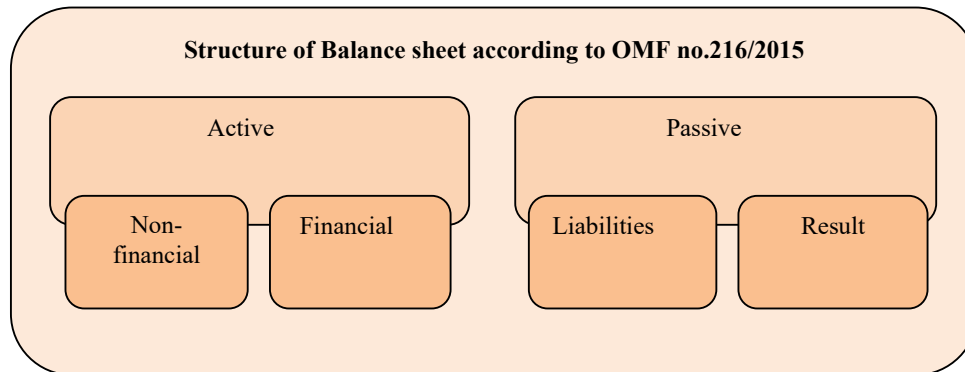 Structure of Balance sheet according to OMF no.216/2015
Active
Passive
Non-
financial
Financial
Liabilities
Result